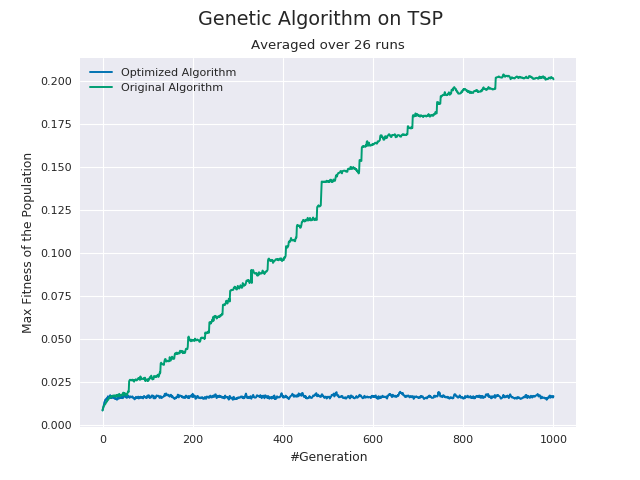 Genetic Algorithm on TSP
Averaged over 26 runs
Optimized Algorithm
Original Algorithm
Max Fitness of the Population
0.200
0.175
0.150
0.125
0.100
0.075
0.050
0.025
0.000
0 200 400 600 800 1000
#Generation